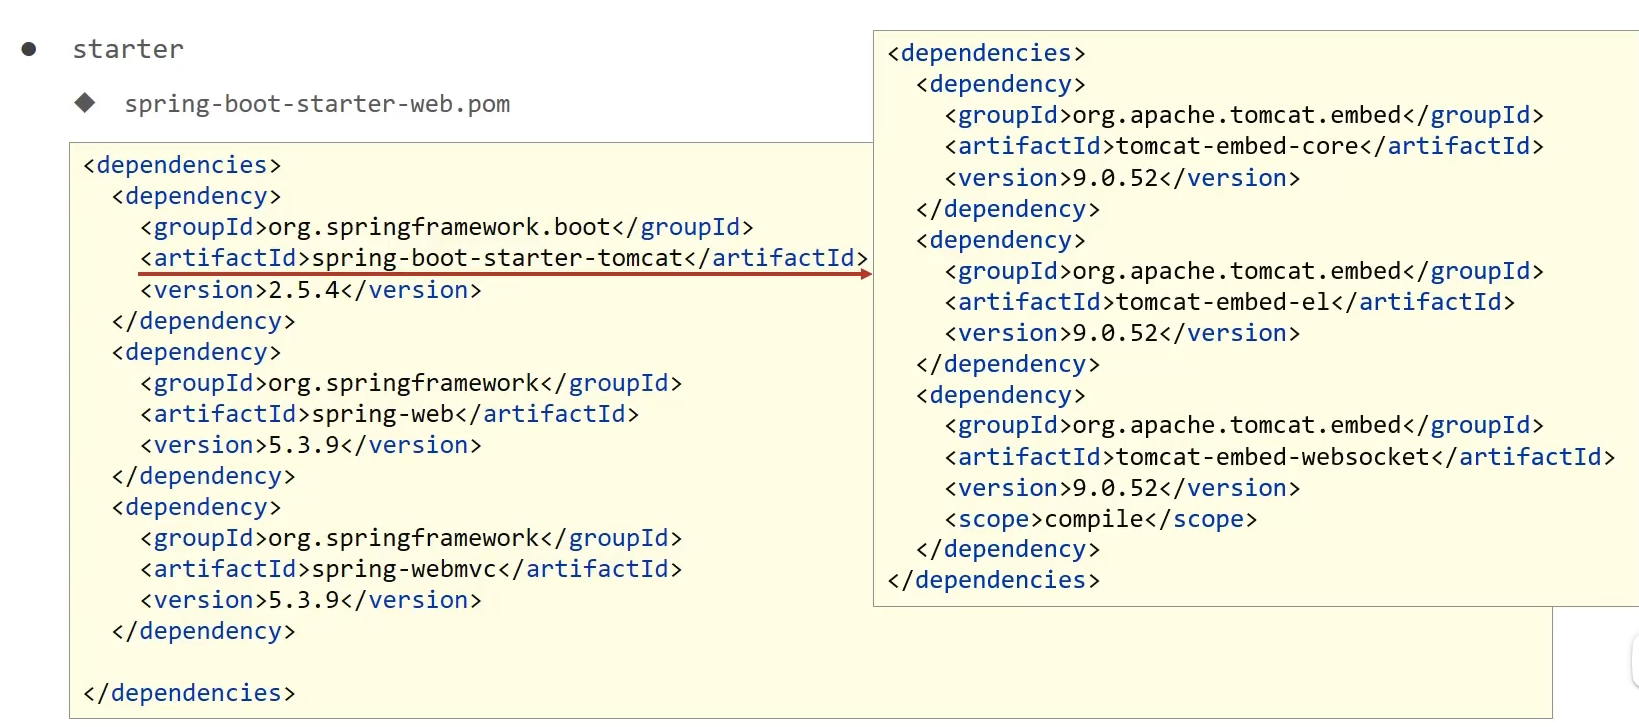 starter
spring-boot-starter-web.pom
<dependencies>
<dependency>
<groupId>org.springframework.boot</groupId>
<artifactId>spring-boot-starter-tomcat</artifactId>
<version>2.5.4</version>
</dependency>
<dependency>
<groupId>org.springframework</groupId>
<artifactId>spring-web</artifactId>
<version>5.3.9</version>
</dependency>
<dependency>
<groupId>org.springframework</groupId>
<artifactId>spring-webmvc</artifactId>
<version>5.3.9</version>
</dependency>
</dependencies>
<dependencies>
<dependency>
<groupId>org.apache.tomcat.embed</groupId>
<artifactId>tomcat-embed-core</artifactId>
<version>9.0.52</version>
</dependency>
<dependency>
<groupId>org.apache.tomcat.embed</groupId>
<artifactId>tomcat-embed-el</artifactId>
<version>9.0.52</version>
</dependency>
<dependency>
<groupId>org.apache.tomcat.embed</groupId>
<artifactId>tomcat-embed-websocket</artifactId>
<version>9.0.52</version>
<scope>compile</scope>
</dependency>
</dependencies>